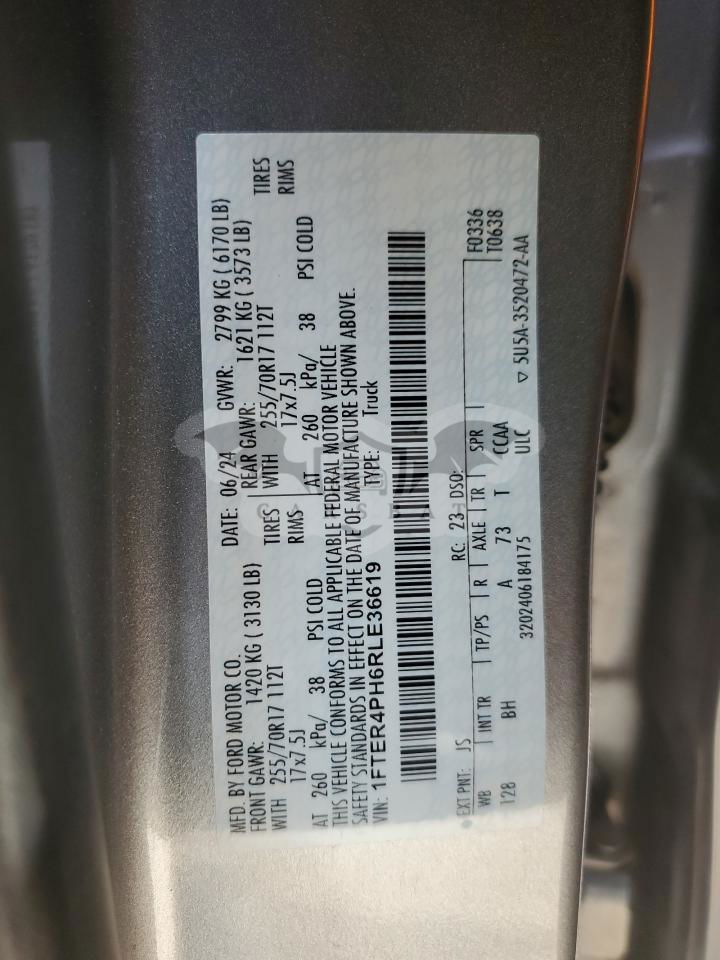 MFD. BY FORD MOTOR CO.
DATE: 06/24 GVWR: 2799 KG ( 6170 LB)
FRONT GAWR: 1420 KG ( 3130 LB) REAR GAWR: 1621 KG ( 3573 LB)
WITH 255/70R17 112T TIRES WITH 255/70R17 112T TIRES
17x7.5J RIMS 17x7.5J RIMS
AT 260 kPa/ 38 PSI COLD AT 260 kPa/ 38 PSI COLD
THIS VEHICLE CONFORMS TO ALL APPLICABLE FEDERAL MOTOR VEHICLE
SAFETY STANDARDS IN EFFECT ON THE DATE OF MANUFACTURE SHOWN ABOVE.
VIN: 1FTER4PH6RLE36619 TYPE: Truck
EXT PNT: JS RC: 23 DSO: F0336
WB INT TR TP/PS R AXLE TR SPR T0638
128 BH A 73 T CCAA
3202406184175 ULC ▽ 5U5A-3520472-AA